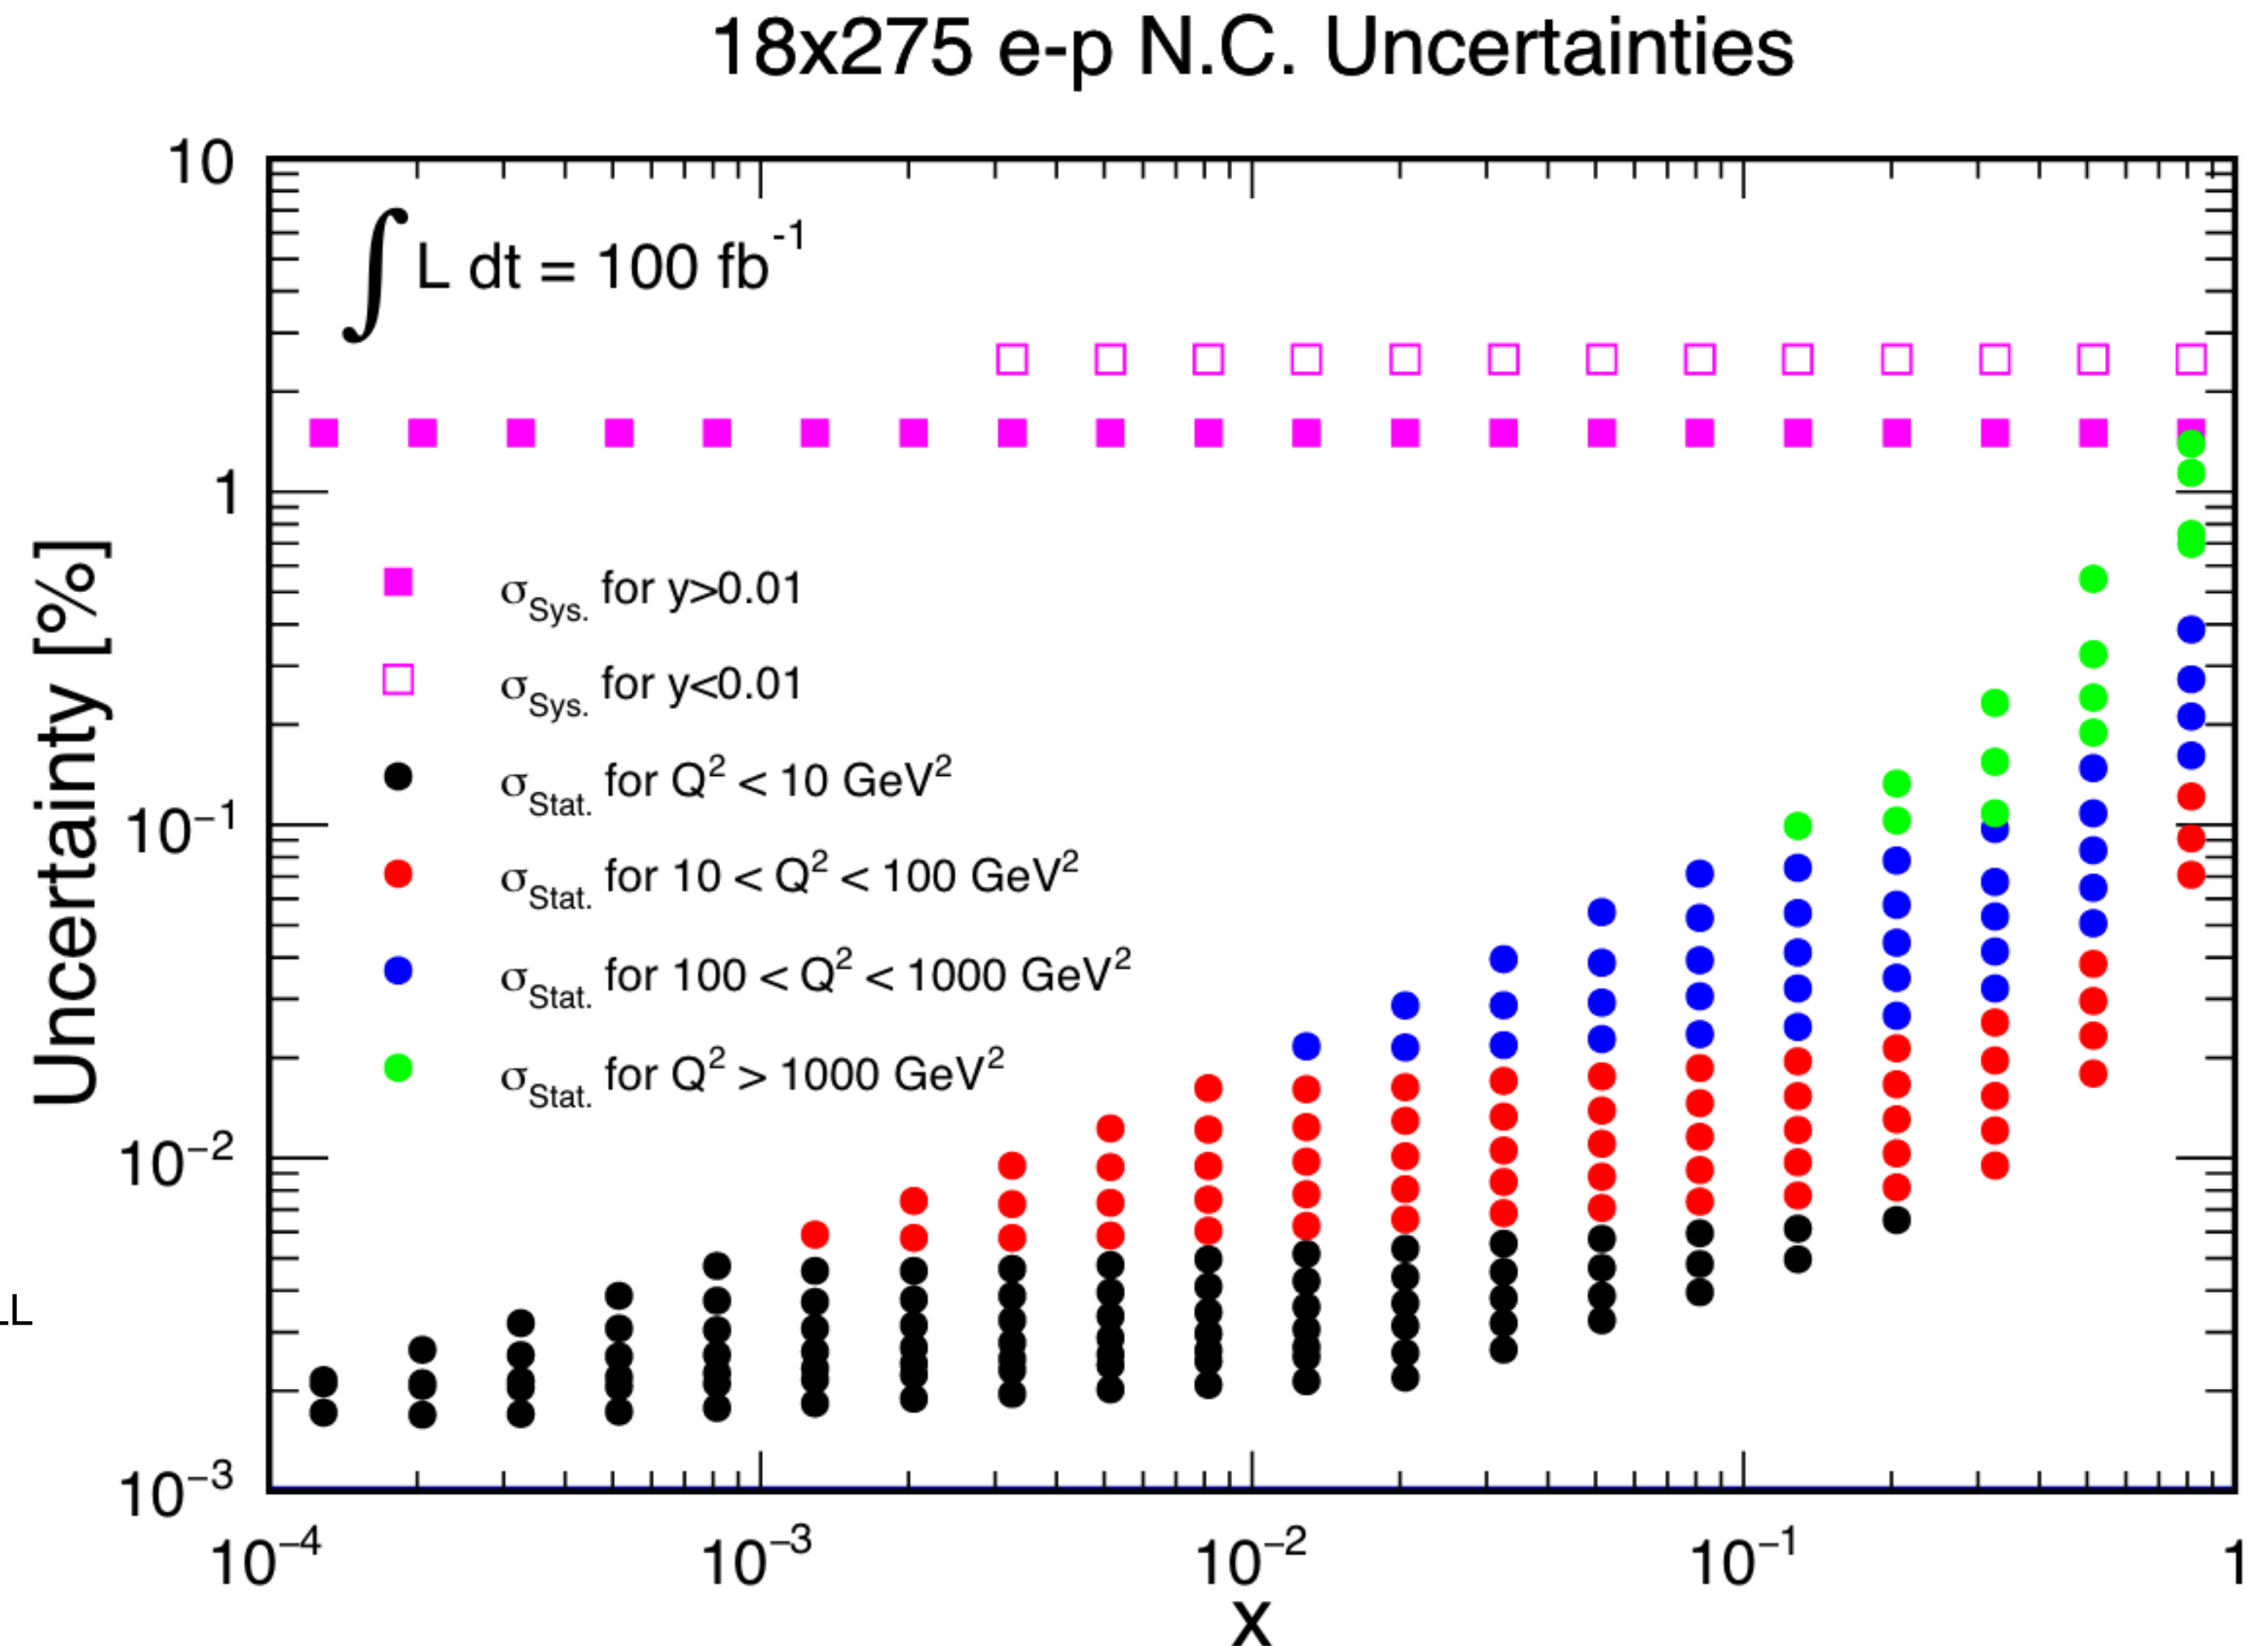 18x275 e-p N.C. Uncertainties
10
∫ L dt = 100 fb⁻¹
1
σSys. for y>0.01
σSys. for y<0.01
σStat. for Q² < 10 GeV²
10⁻¹
σStat. for 10 < Q² < 100 GeV²
σStat. for 100 < Q² < 1000 GeV²
σStat. for Q² > 1000 GeV²
10⁻²
10⁻³
Uncertainty [%]
10⁻⁴ 10⁻³ 10⁻² 10⁻¹ 1
x